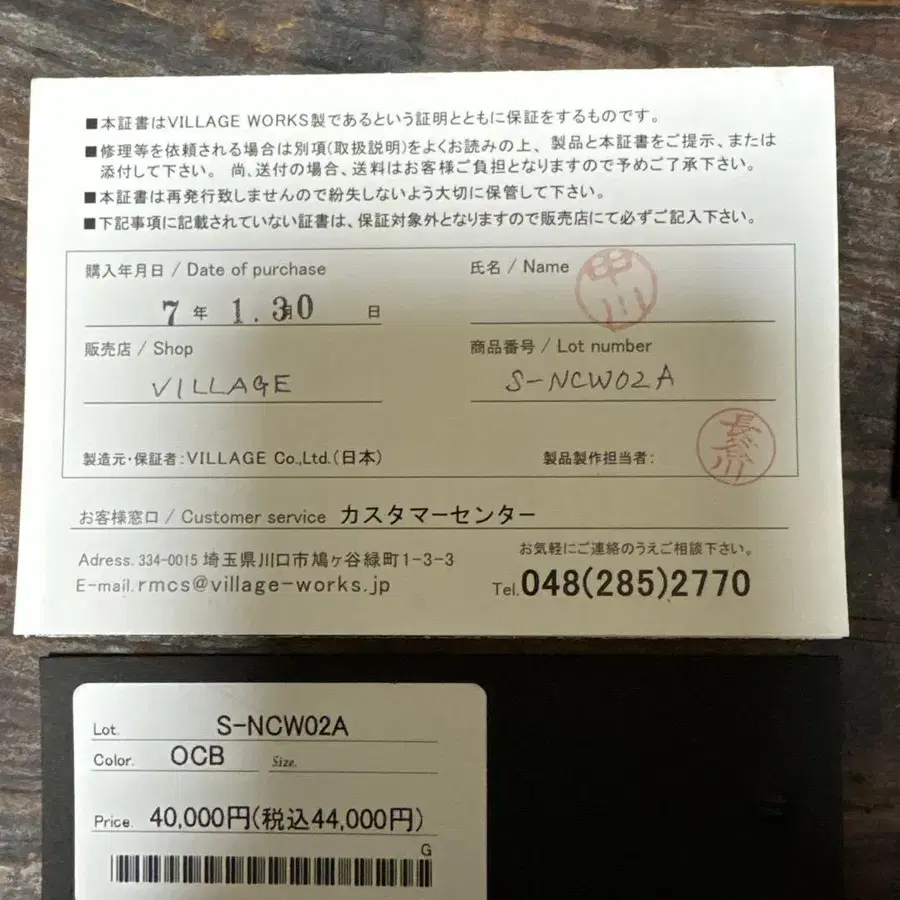 ■本証書はVILLAGE WORKS製であるという証明とともに保証をするものです。
■修理等を依頼される場合は別項(取扱説明)をよくお読みの上、製品と本証書をご提示、または
添付して下さい。 尚、送付の場合、送料はお客様ご負担となりますので予めご了承下さい。
■本証書は再発行致しませんので紛失しないよう大切に保管して下さい。
■下記事項に記載されていない証書は、保証対象外となりますので販売店にて必ずご記入下さい。
購入年月日 / Date of purchase
7 年 1.30 日
氏名 / Name
中川
販売店 / Shop
VILLAGE
商品番号 / Lot number
S-NCW02A
製造元・保証者:VILLAGE Co.,Ltd.(日本)
製品製作担当者:
お客様窓口 / Customer service カスタマーセンター
Adress. 334-0015 埼玉県川口市鳩ヶ谷緑町1-3-3
E-mail. rmcs@village-works.jp
お気軽にご連絡のうえご相談下さい。
Tel. 048(285)2770
Lot. S-NCW02A
Color. OCB Size.
Price. 40,000円(税込44,000円)
G